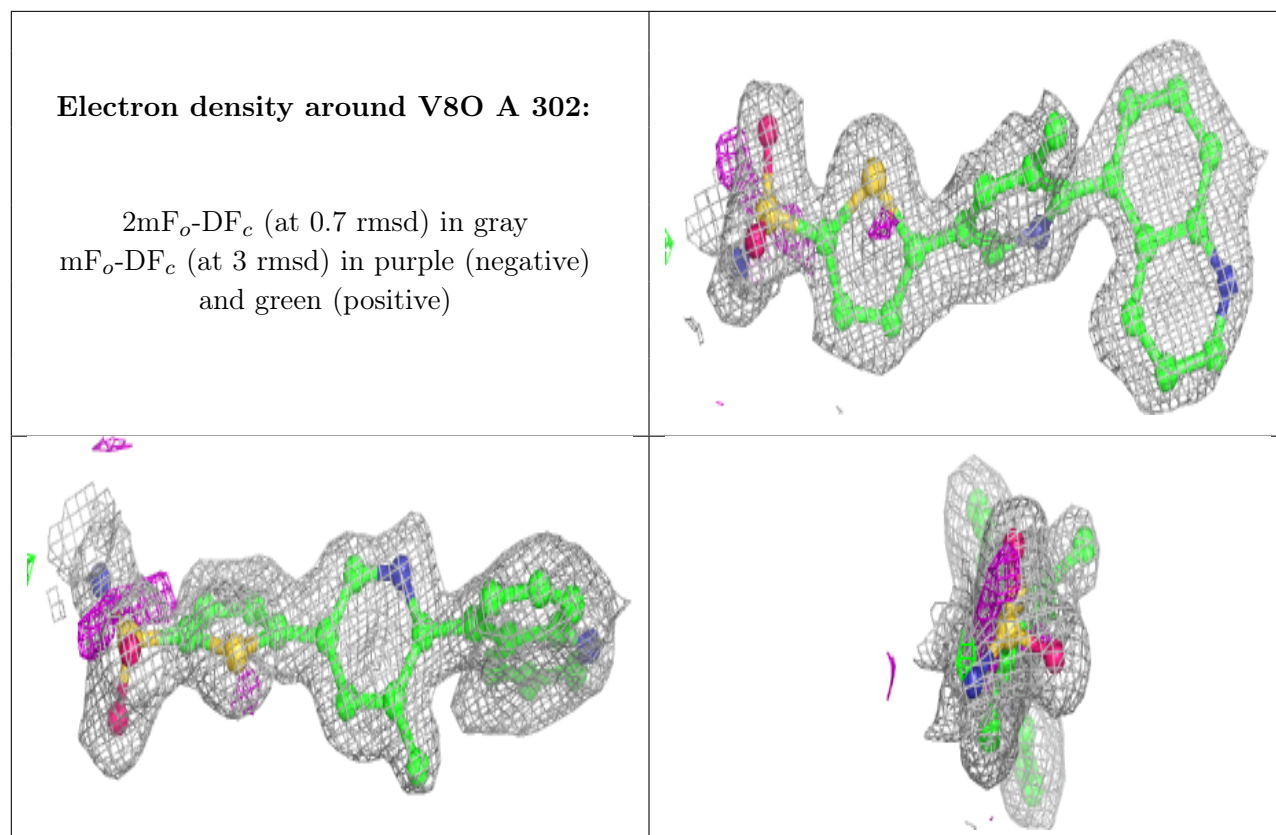 Electron density around V8O A 302:
2mFo-DFc (at 0.7 rmsd) in gray
mFo-DFc (at 3 rmsd) in purple (negative)
and green (positive)